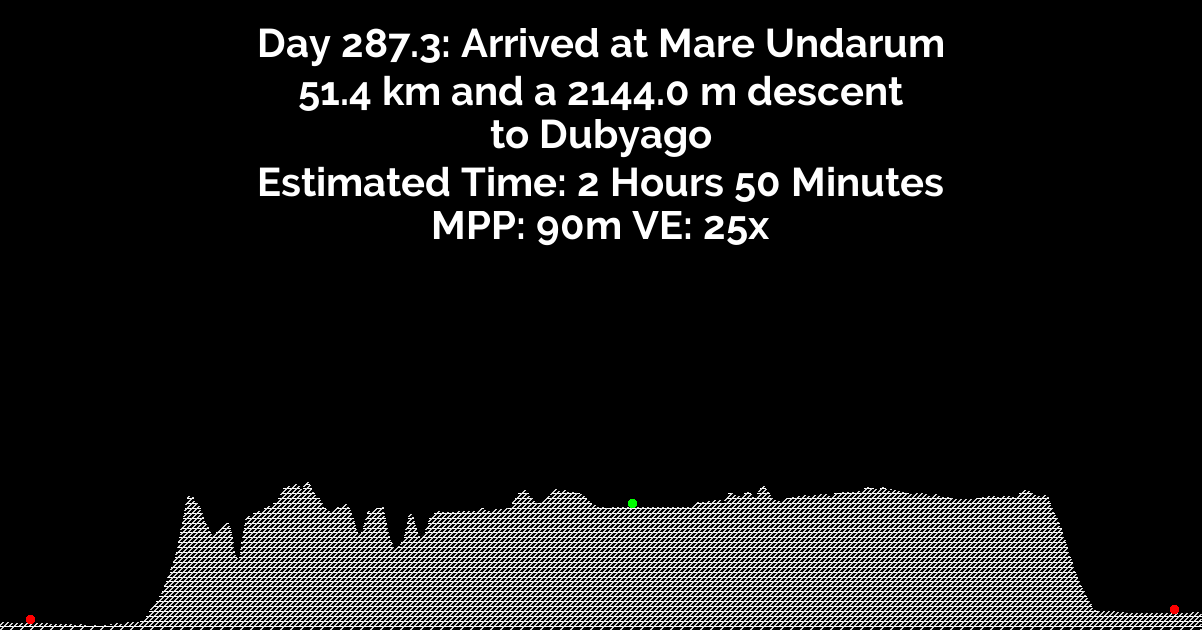 Day 287.3: Arrived at Mare Undarum
51.4 km and a 2144.0 m descent
to Dubyago
Estimated Time: 2 Hours 50 Minutes
MPP: 90m VE: 25x